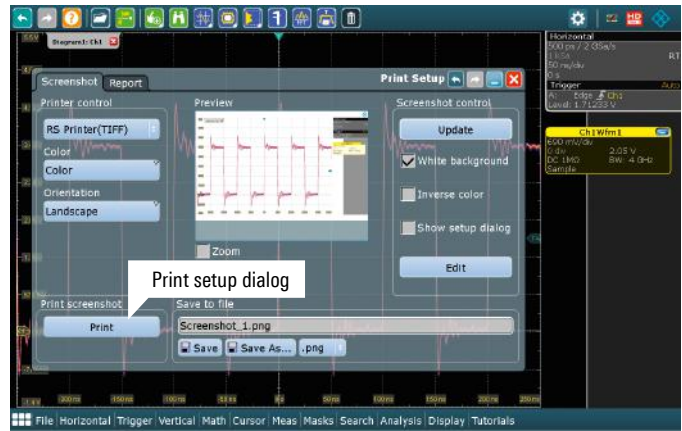 Diagram1: Ch1
Horizontal
500 ps / 2 GSa/s
RT
50 ns/div
0 s
Trigger
Auto
A: Edge Ch1
Level: 1.71233 V
Ch1Wfm1
690 mV/div
0 div 2.05 V
DC 1MΩ BW: 4 GHz
Sample
Screenshot Report
Print Setup
Printer control
Preview
Screenshot control
RS Printer(TIFF)
Update
Color
White background
Color
Inverse color
Orientation
Landscape
Show setup dialog
Zoom
Edit
Print setup dialog
Print screenshot
Save to file
Print
Screenshot_1.png
Save Save As... .png
File Horizontal Trigger Vertical Math Cursor Meas Masks Search Analysis Display Tutorials